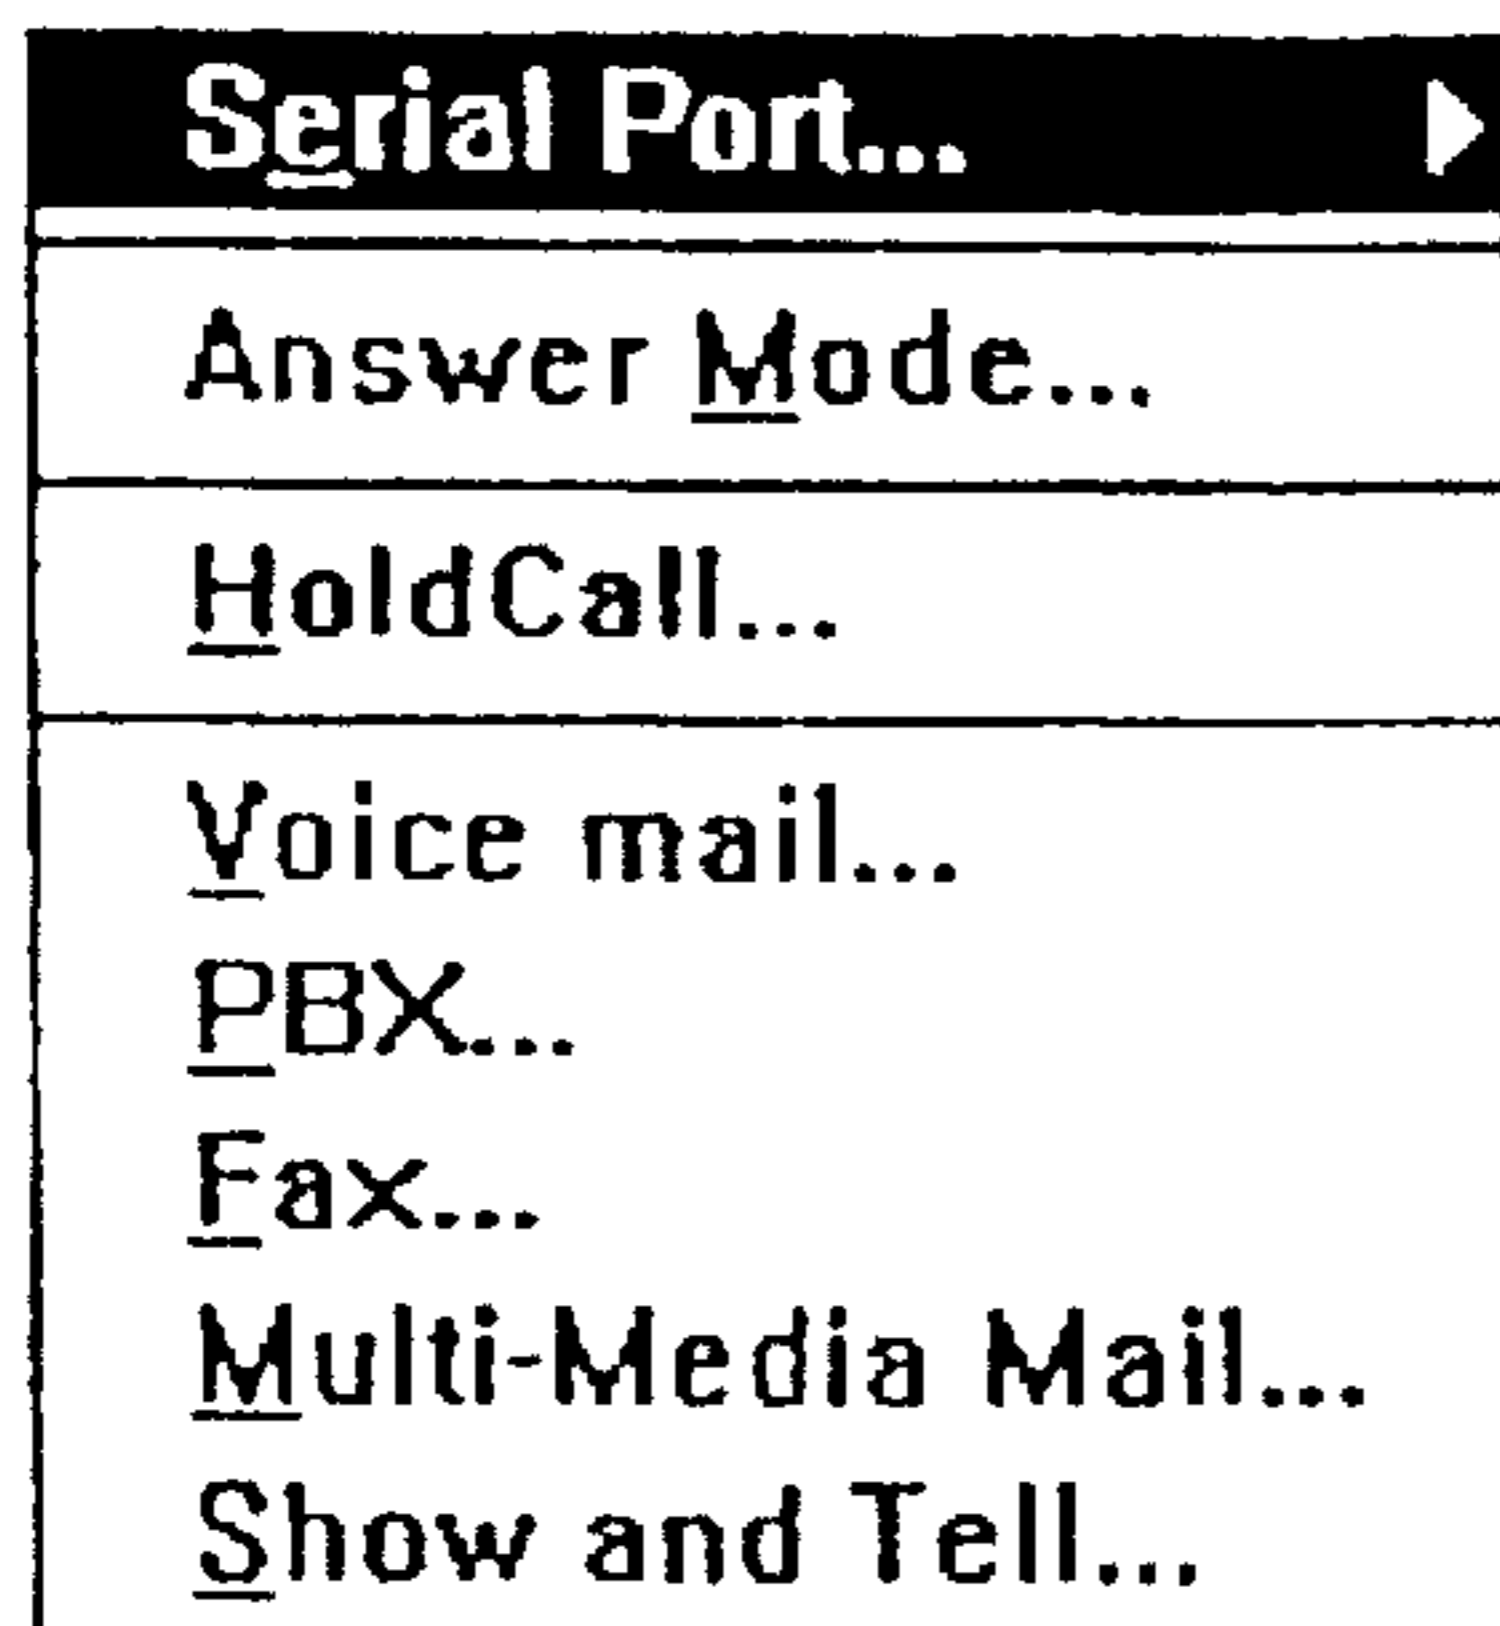 Serial Port...
Answer Mode...
HoldCall...
Voice mail...
PBX...
Fax...
Multi-Media Mail...
Show and Tell...